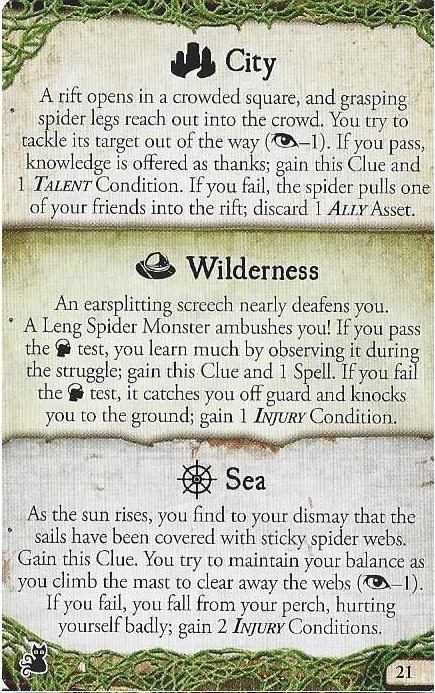 City
A rift opens in a crowded square, and grasping
spider legs reach out into the crowd. You try to
tackle its target out of the way (–1). If you pass,
knowledge is offered as thanks; gain this Clue and
1 TALENT Condition. If you fail, the spider pulls one
of your friends into the rift; discard 1 ALLY Asset.
Wilderness
An earsplitting screech nearly deafens you.
A Leng Spider Monster ambushes you! If you pass
the test, you learn much by observing it during
the struggle; gain this Clue and 1 Spell. If you fail
the test, it catches you off guard and knocks
you to the ground; gain 1 INJURY Condition.
Sea
As the sun rises, you find to your dismay that the
sails have been covered with sticky spider webs.
Gain this Clue. You try to maintain your balance as
you climb the mast to clear away the webs (–1).
If you fail, you fall from your perch, hurting
yourself badly; gain 2 INJURY Conditions.
21